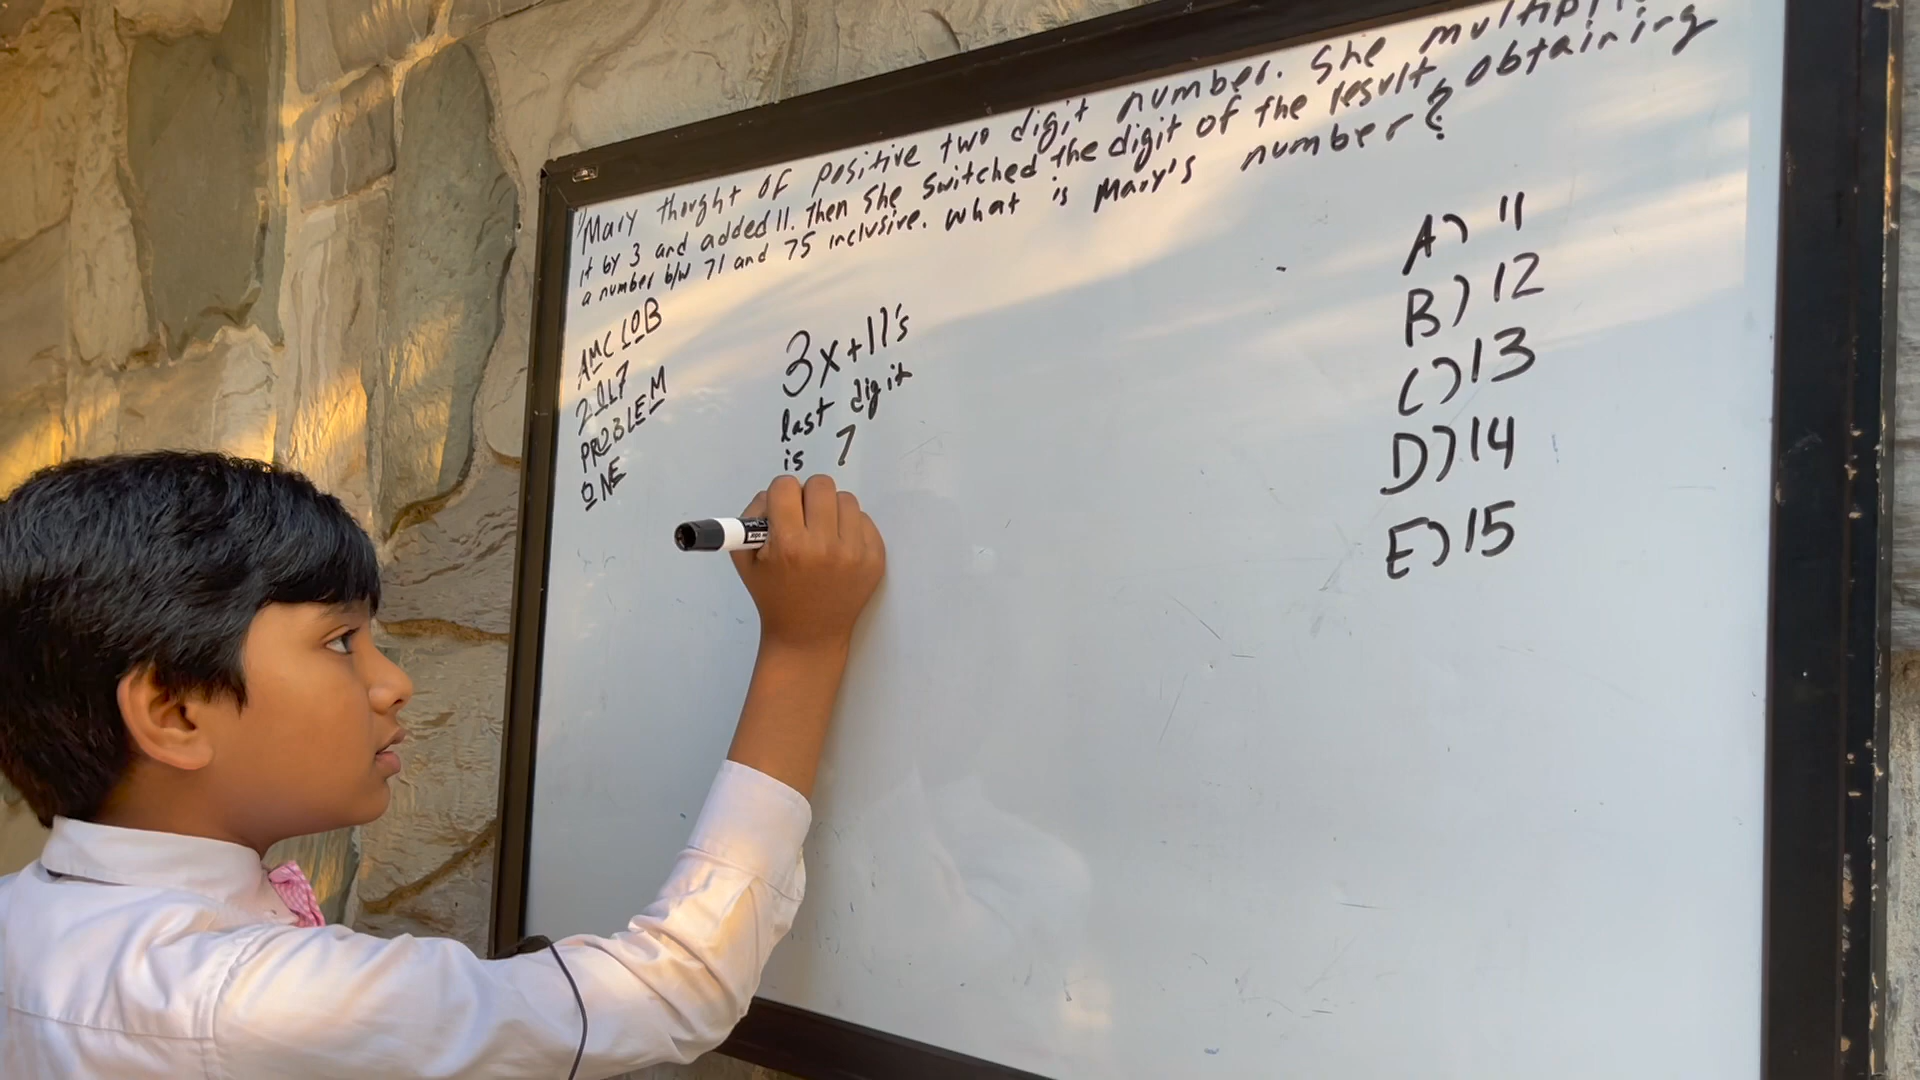 1) Mary thought of positive two digit number. She
it by 3 and added 11. Then she switched the digit of the result, obtaining
a number b/w 71 and 75 inclusive. What is Mary's number?
AMC 10B
2017
PROBLEM
ONE
3x+11's
last digit
is 7
A) 11
B) 12
C) 13
D) 14
E) 15